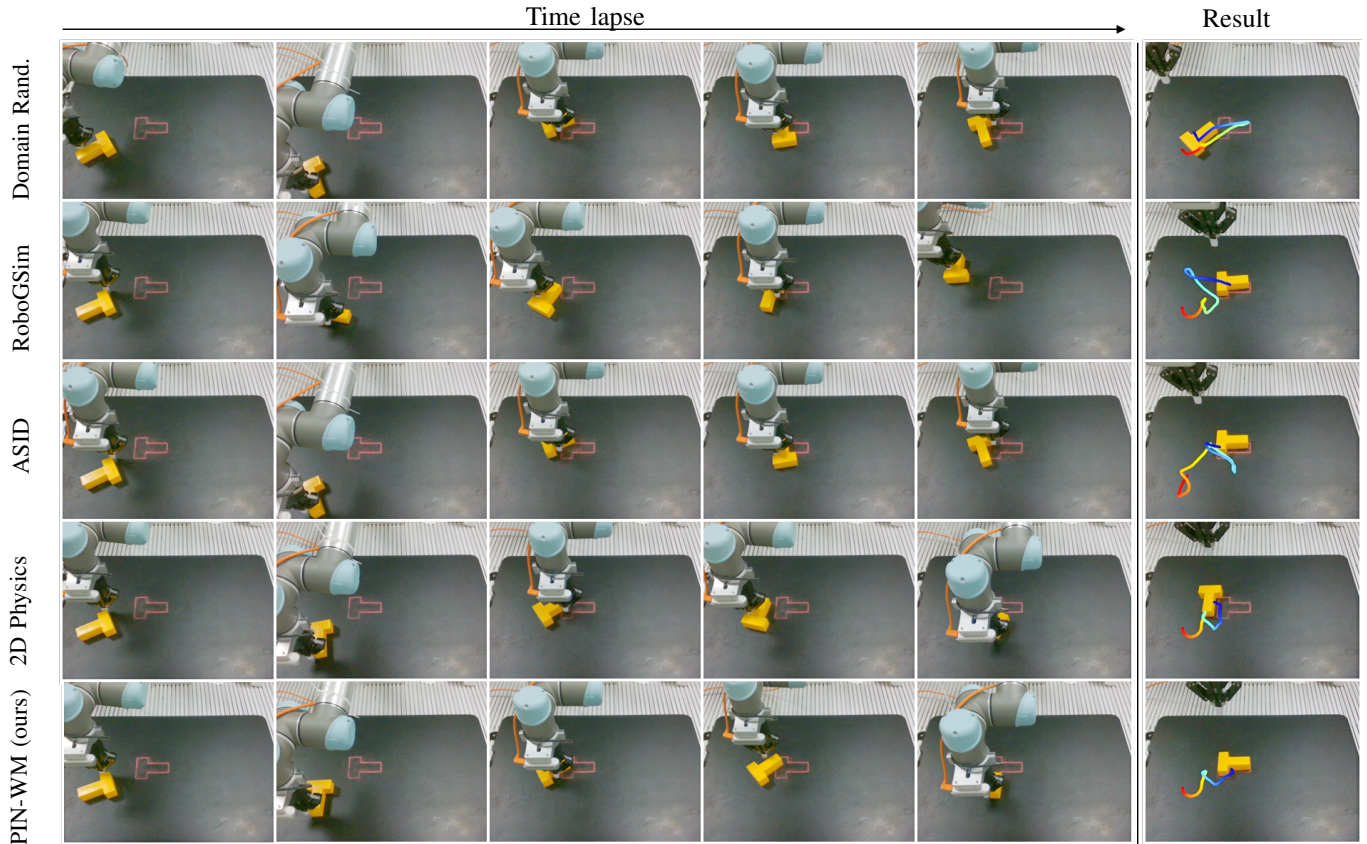 Time lapse
Result
Domain Rand.
RoboGSim
ASID
2D Physics
PIN-WM (ours)